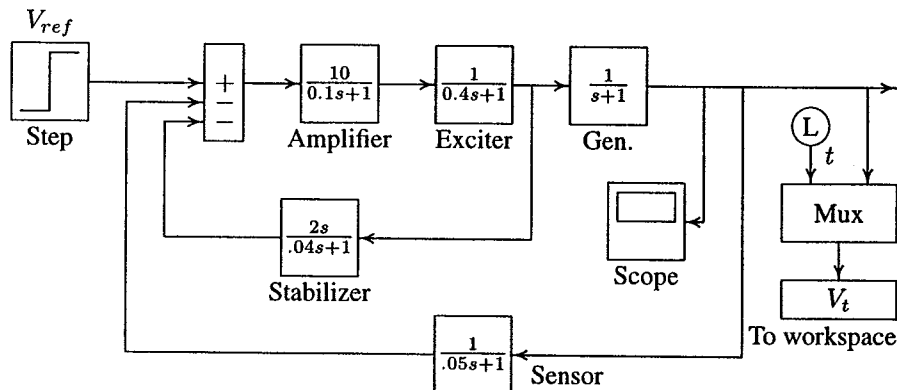 V_ref
Step
+
−
−
10
0.1s+1
Amplifier
1
0.4s+1
Exciter
1
s+1
Gen.
L
t
Mux
V_t
To workspace
Scope
2s
.04s+1
Stabilizer
1
.05s+1
Sensor